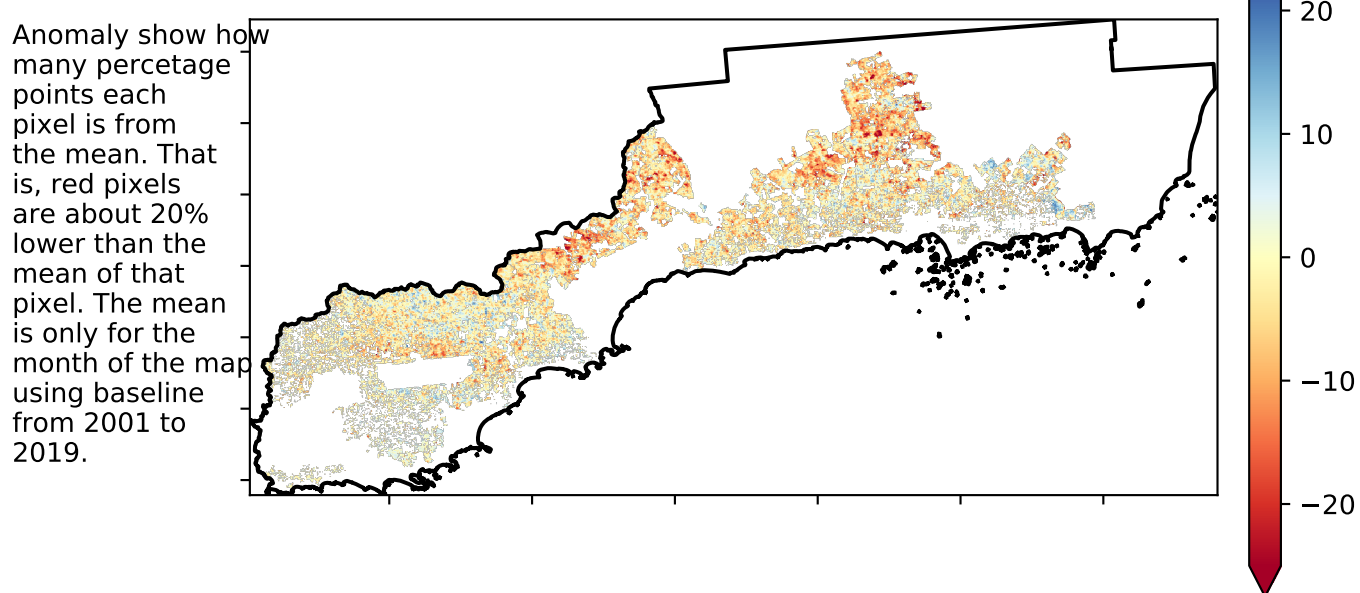 Anomaly show how
many percetage
points each
pixel is from
the mean. That
is, red pixels
are about 20%
lower than the
mean of that
pixel. The mean
is only for the
month of the map
using baseline
from 2001 to
2019.
20
10
0
−10
−20